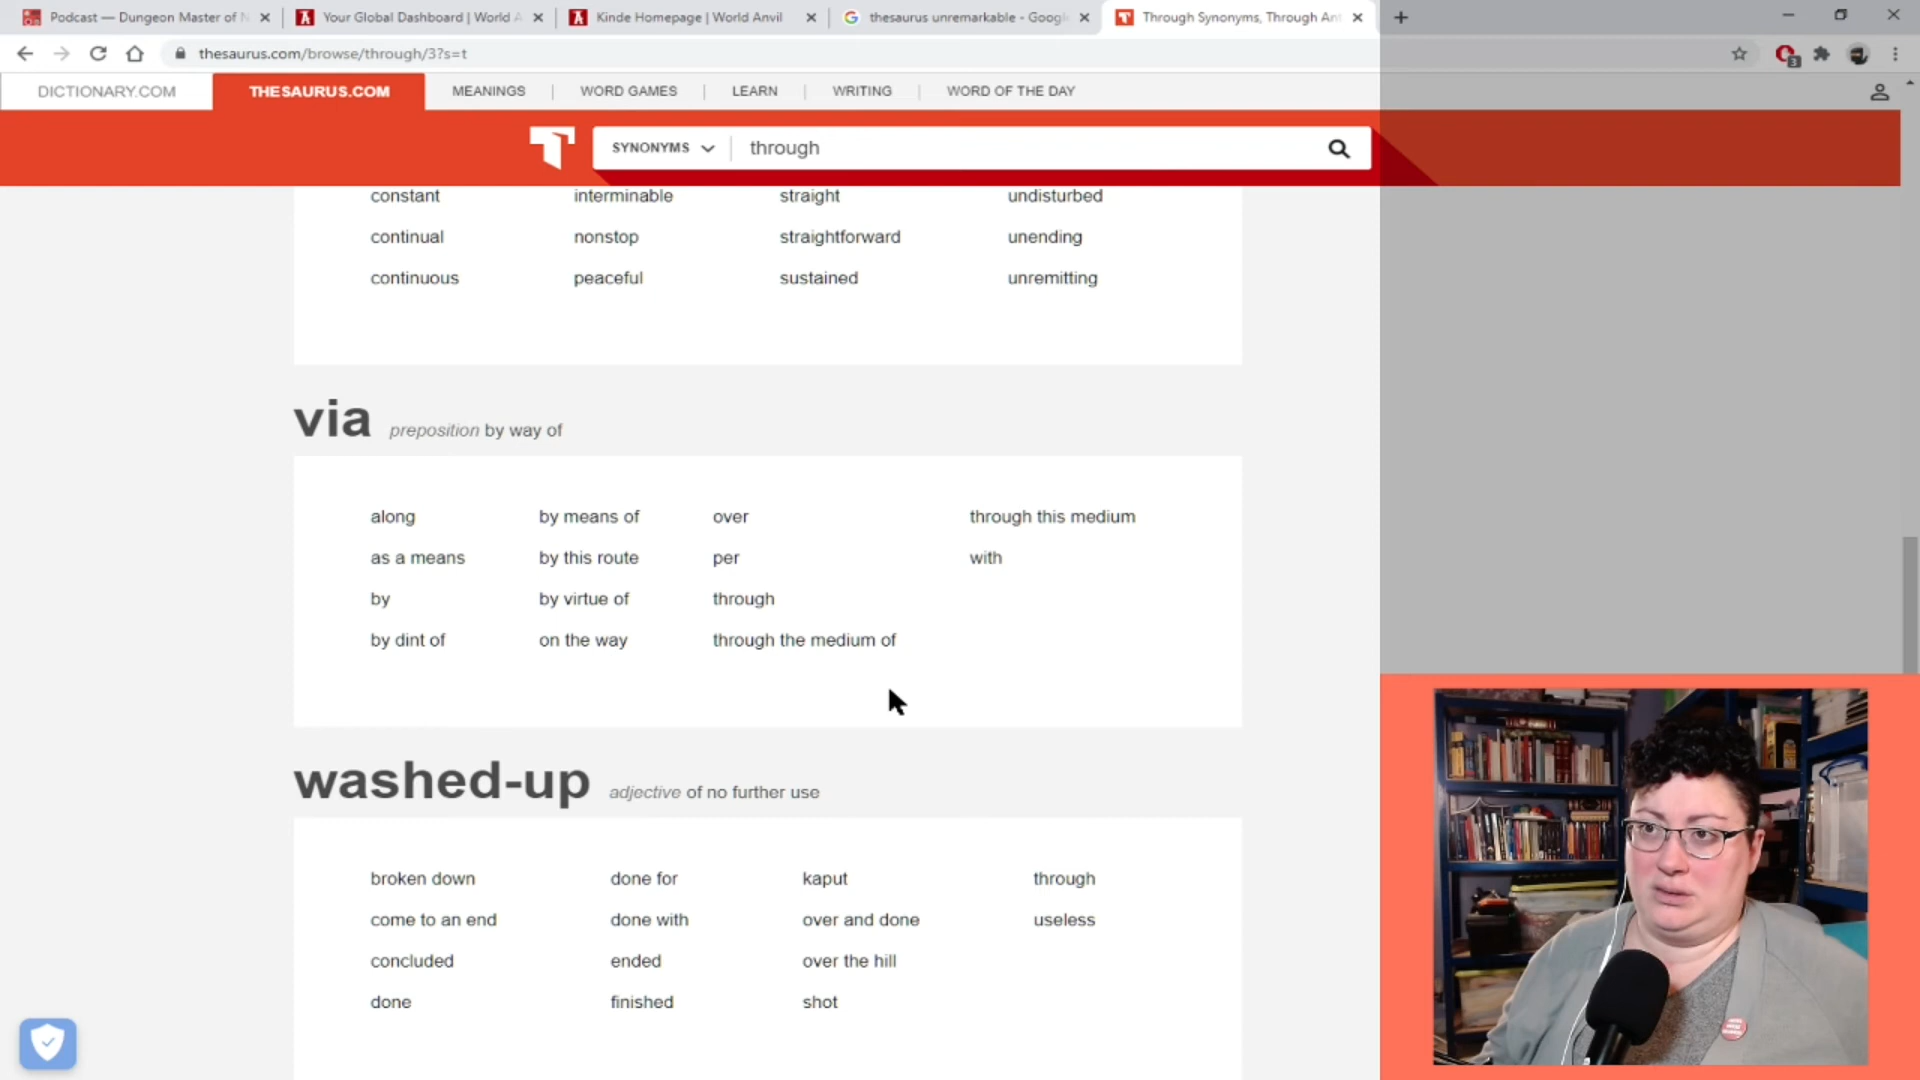 Podcast — Dungeon Master of N
Your Global Dashboard | World A
Kinde Homepage | World Anvil
thesaurus unremarkable - Googl
Through Synonyms, Through Ant
thesaurus.com/browse/through/3?s=t
3
DICTIONARY.COM THESAURUS.COM MEANINGS WORD GAMES LEARN WRITING WORD OF THE DAY
SYNONYMS through
constant interminable straight undisturbed
continual nonstop straightforward unending
continuous peaceful sustained unremitting
via preposition by way of
along by means of over through this medium
as a means by this route per with
by by virtue of through
by dint of on the way through the medium of
washed-up adjective of no further use
broken down done for kaput through
come to an end done with over and done useless
concluded ended over the hill
done finished shot